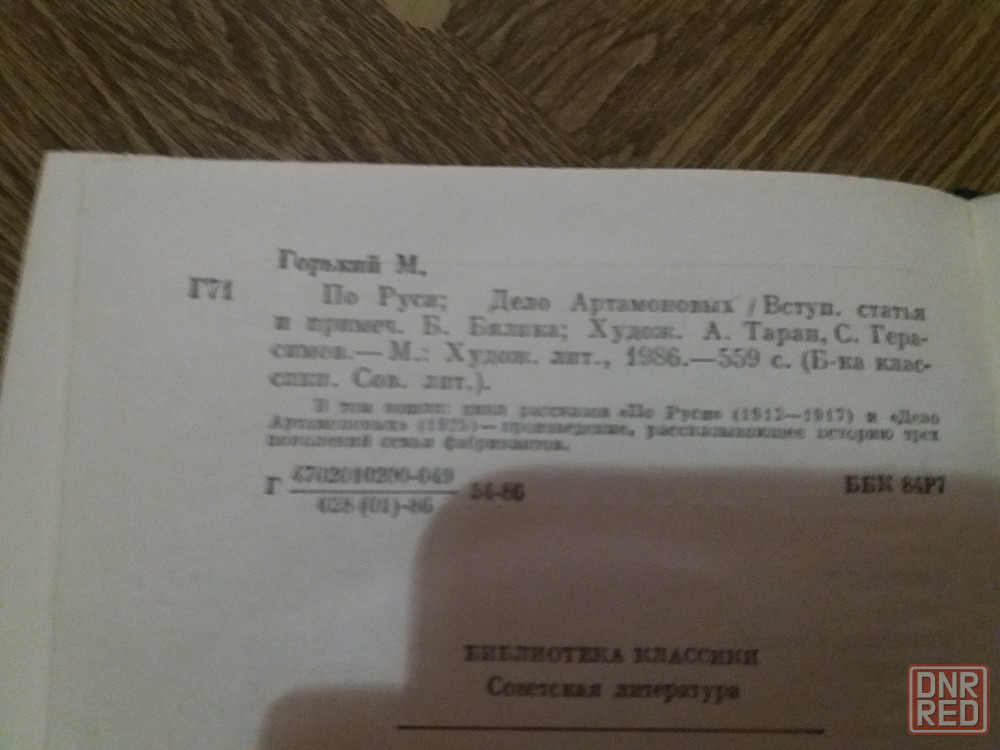 Горький М.
Г71
По Руси; Дело Артамоновых / Вступ. статья
и примеч. Б. Бялика; Худож. А. Таран, С. Гера-
симов.— М.: Худож. лит., 1986.—559 с. (Б-ка клас-
сики. Сов. лит.).
В том вошли: цикл рассказов «По Руси» (1912—1917) и «Дело
Артамоновых» (1925)—произведение, рассказывающее историю трех
поколений семьи фабрикантов.
Г 4702010200-049 54-86 ББК 84Р7
028 (01)-86
БИБЛИОТЕКА КЛАССИКИ
Советская литература
DNR
RED